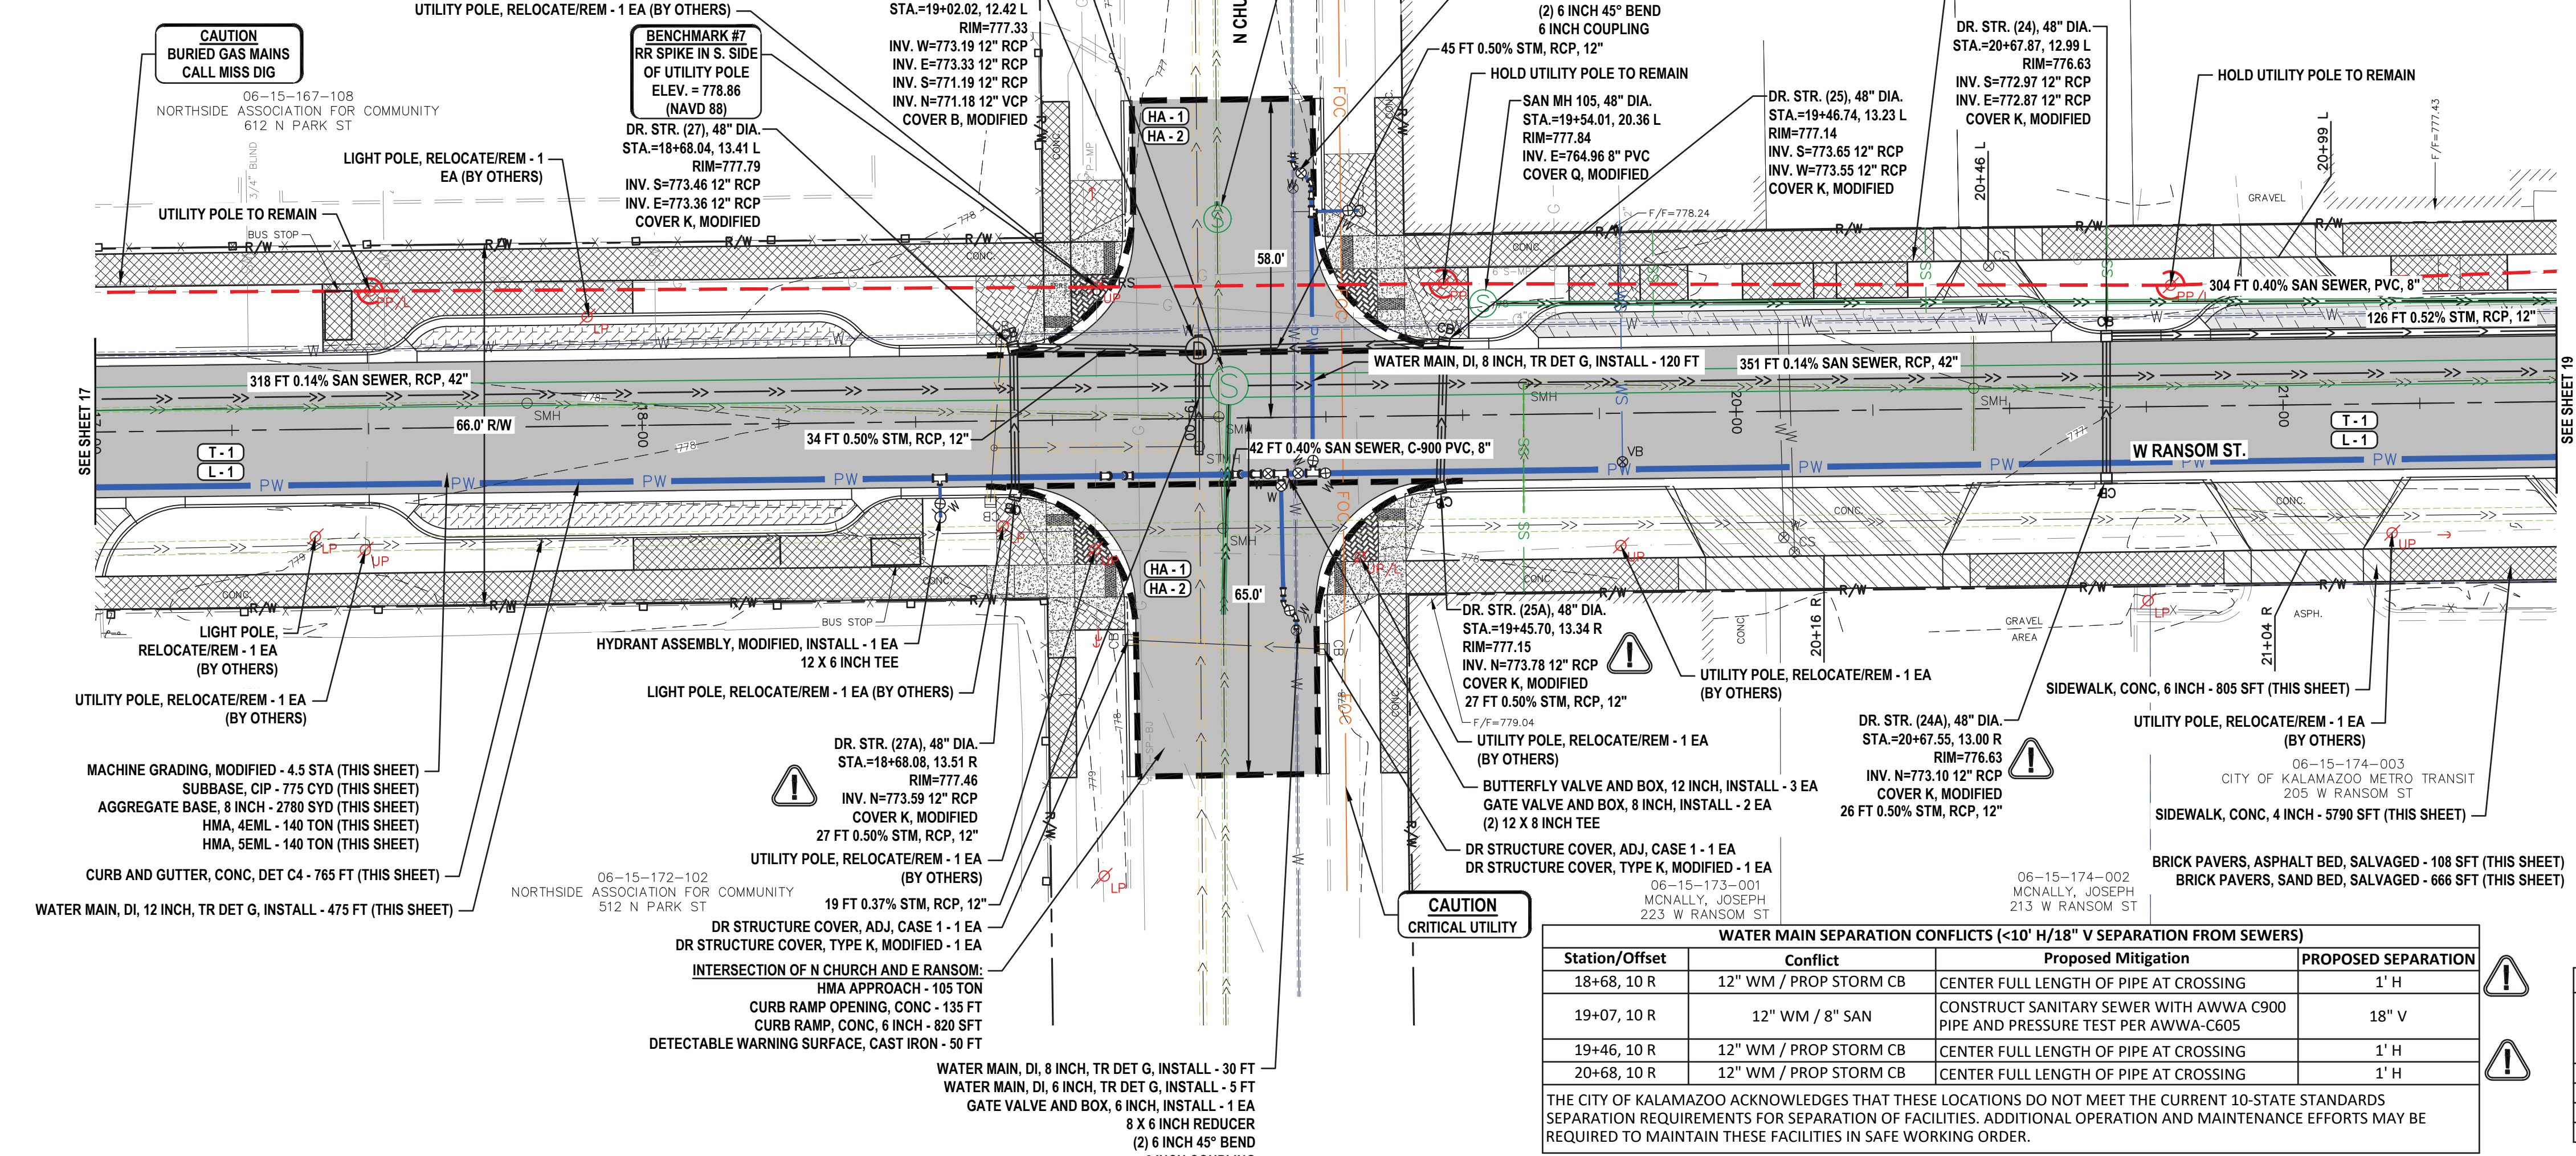 UTILITY POLE, RELOCATE/REM - 1 EA (BY OTHERS)
CAUTION
BURIED GAS MAINS
CALL MISS DIG
06-15-167-108
NORTHSIDE ASSOCIATION FOR COMMUNITY
612 N PARK ST
BENCHMARK #7
RR SPIKE IN S. SIDE
OF UTILITY POLE
ELEV. = 778.86
(NAVD 88)
DR. STR. (27), 48" DIA.
STA.=18+68.04, 13.41 L
RIM=777.79
INV. S=773.46 12" RCP
INV. E=773.36 12" RCP
COVER K, MODIFIED
LIGHT POLE, RELOCATE/REM - 1
EA (BY OTHERS)
UTILITY POLE TO REMAIN
BUS STOP
3/4" BLIND
STA.=19+02.02, 12.42 L
RIM=777.33
INV. W=773.19 12" RCP
INV. E=773.33 12" RCP
INV. S=771.19 12" RCP
INV. N=771.18 12" VCP
COVER B, MODIFIED
N CHU
HA - 1
HA - 2
58.0'
(2) 6 INCH 45° BEND
6 INCH COUPLING
45 FT 0.50% STM, RCP, 12"
HOLD UTILITY POLE TO REMAIN
SAN MH 105, 48" DIA.
STA.=19+54.01, 20.36 L
RIM=777.84
INV. E=764.96 8" PVC
COVER Q, MODIFIED
DR. STR. (25), 48" DIA.
STA.=19+46.74, 13.23 L
RIM=777.14
INV. S=773.65 12" RCP
INV. W=773.55 12" RCP
COVER K, MODIFIED
DR. STR. (24), 48" DIA.
STA.=20+67.87, 12.99 L
RIM=776.63
INV. S=772.97 12" RCP
INV. E=772.87 12" RCP
COVER K, MODIFIED
HOLD UTILITY POLE TO REMAIN
20+46 L
20+99 L
F/F=777.43
F/F=778.24
GRAVEL
304 FT 0.40% SAN SEWER, PVC, 8"
126 FT 0.52% STM, RCP, 12"
SEE SHEET 17
SEE SHEET 19
318 FT 0.14% SAN SEWER, RCP, 42"
66.0' R/W
18+00
19+00
20+00
21+00
WATER MAIN, DI, 8 INCH, TR DET G, INSTALL - 120 FT
351 FT 0.14% SAN SEWER, RCP, 42"
34 FT 0.50% STM, RCP, 12"
42 FT 0.40% SAN SEWER, C-900 PVC, 8"
SMH
STMH
VB
T - 1
L - 1
T - 1
L - 1
W RANSOM ST.
PW
HA - 1
HA - 2
65.0'
LIGHT POLE,
RELOCATE/REM - 1 EA
(BY OTHERS)
UTILITY POLE, RELOCATE/REM - 1 EA
(BY OTHERS)
MACHINE GRADING, MODIFIED - 4.5 STA (THIS SHEET)
SUBBASE, CIP - 775 CYD (THIS SHEET)
AGGREGATE BASE, 8 INCH - 2780 SYD (THIS SHEET)
HMA, 4EML - 140 TON (THIS SHEET)
HMA, 5EML - 140 TON (THIS SHEET)
CURB AND GUTTER, CONC, DET C4 - 765 FT (THIS SHEET)
WATER MAIN, DI, 12 INCH, TR DET G, INSTALL - 475 FT (THIS SHEET)
BUS STOP
HYDRANT ASSEMBLY, MODIFIED, INSTALL - 1 EA
12 X 6 INCH TEE
LIGHT POLE, RELOCATE/REM - 1 EA (BY OTHERS)
DR. STR. (27A), 48" DIA.
STA.=18+68.08, 13.51 R
RIM=777.46
INV. N=773.59 12" RCP
COVER K, MODIFIED
27 FT 0.50% STM, RCP, 12"
UTILITY POLE, RELOCATE/REM - 1 EA
(BY OTHERS)
06-15-172-102
NORTHSIDE ASSOCIATION FOR COMMUNITY
512 N PARK ST
19 FT 0.37% STM, RCP, 12"
DR STRUCTURE COVER, ADJ, CASE 1 - 1 EA
DR STRUCTURE COVER, TYPE K, MODIFIED - 1 EA
INTERSECTION OF N CHURCH AND E RANSOM:
HMA APPROACH - 105 TON
CURB RAMP OPENING, CONC - 135 FT
CURB RAMP, CONC, 6 INCH - 820 SFT
DETECTABLE WARNING SURFACE, CAST IRON - 50 FT
WATER MAIN, DI, 8 INCH, TR DET G, INSTALL - 30 FT
WATER MAIN, DI, 6 INCH, TR DET G, INSTALL - 5 FT
GATE VALVE AND BOX, 6 INCH, INSTALL - 1 EA
8 X 6 INCH REDUCER
(2) 6 INCH 45° BEND
DR. STR. (25A), 48" DIA.
STA.=19+45.70, 13.34 R
RIM=777.15
INV. N=773.78 12" RCP
COVER K, MODIFIED
27 FT 0.50% STM, RCP, 12"
F/F=779.04
UTILITY POLE, RELOCATE/REM - 1 EA
(BY OTHERS)
BUTTERFLY VALVE AND BOX, 12 INCH, INSTALL - 3 EA
GATE VALVE AND BOX, 8 INCH, INSTALL - 2 EA
(2) 12 X 8 INCH TEE
DR STRUCTURE COVER, ADJ, CASE 1 - 1 EA
DR STRUCTURE COVER, TYPE K, MODIFIED - 1 EA
CAUTION
CRITICAL UTILITY
06-15-173-001
MCNALLY, JOSEPH
223 W RANSOM ST
UTILITY POLE, RELOCATE/REM - 1 EA
(BY OTHERS)
20+16 R
GRAVEL
AREA
DR. STR. (24A), 48" DIA.
STA.=20+67.55, 13.00 R
RIM=776.63
INV. N=773.10 12" RCP
COVER K, MODIFIED
26 FT 0.50% STM, RCP, 12"
06-15-174-002
MCNALLY, JOSEPH
213 W RANSOM ST
21+04 R
ASPH.
SIDEWALK, CONC, 6 INCH - 805 SFT (THIS SHEET)
UTILITY POLE, RELOCATE/REM - 1 EA
(BY OTHERS)
06-15-174-003
CITY OF KALAMAZOO METRO TRANSIT
205 W RANSOM ST
SIDEWALK, CONC, 4 INCH - 5790 SFT (THIS SHEET)
BRICK PAVERS, ASPHALT BED, SALVAGED - 108 SFT (THIS SHEET)
BRICK PAVERS, SAND BED, SALVAGED - 666 SFT (THIS SHEET)
WATER MAIN SEPARATION CONFLICTS (<10' H/18" V SEPARATION FROM SEWERS)
Station/Offset Conflict Proposed Mitigation PROPOSED SEPARATION
18+68, 10 R 12" WM / PROP STORM CB CENTER FULL LENGTH OF PIPE AT CROSSING 1' H
19+07, 10 R 12" WM / 8" SAN CONSTRUCT SANITARY SEWER WITH AWWA C900
PIPE AND PRESSURE TEST PER AWWA-C605 18" V
19+46, 10 R 12" WM / PROP STORM CB CENTER FULL LENGTH OF PIPE AT CROSSING 1' H
20+68, 10 R 12" WM / PROP STORM CB CENTER FULL LENGTH OF PIPE AT CROSSING 1' H
THE CITY OF KALAMAZOO ACKNOWLEDGES THAT THESE LOCATIONS DO NOT MEET THE CURRENT 10-STATE STANDARDS
SEPARATION REQUIREMENTS FOR SEPARATION OF FACILITIES. ADDITIONAL OPERATION AND MAINTENANCE EFFORTS MAY BE
REQUIRED TO MAINTAIN THESE FACILITIES IN SAFE WORKING ORDER.